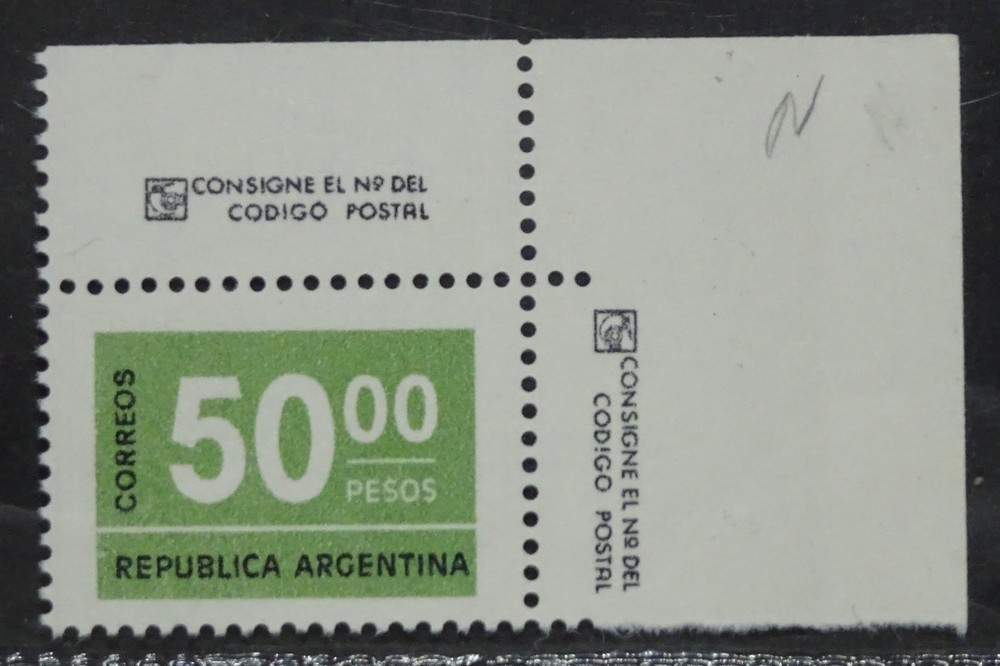 CONSIGNE EL Nº DEL
CODIGO POSTAL
N
CONSIGNE EL Nº DEL
CODIGO POSTAL
CORREOS
5000
PESOS
REPUBLICA ARGENTINA